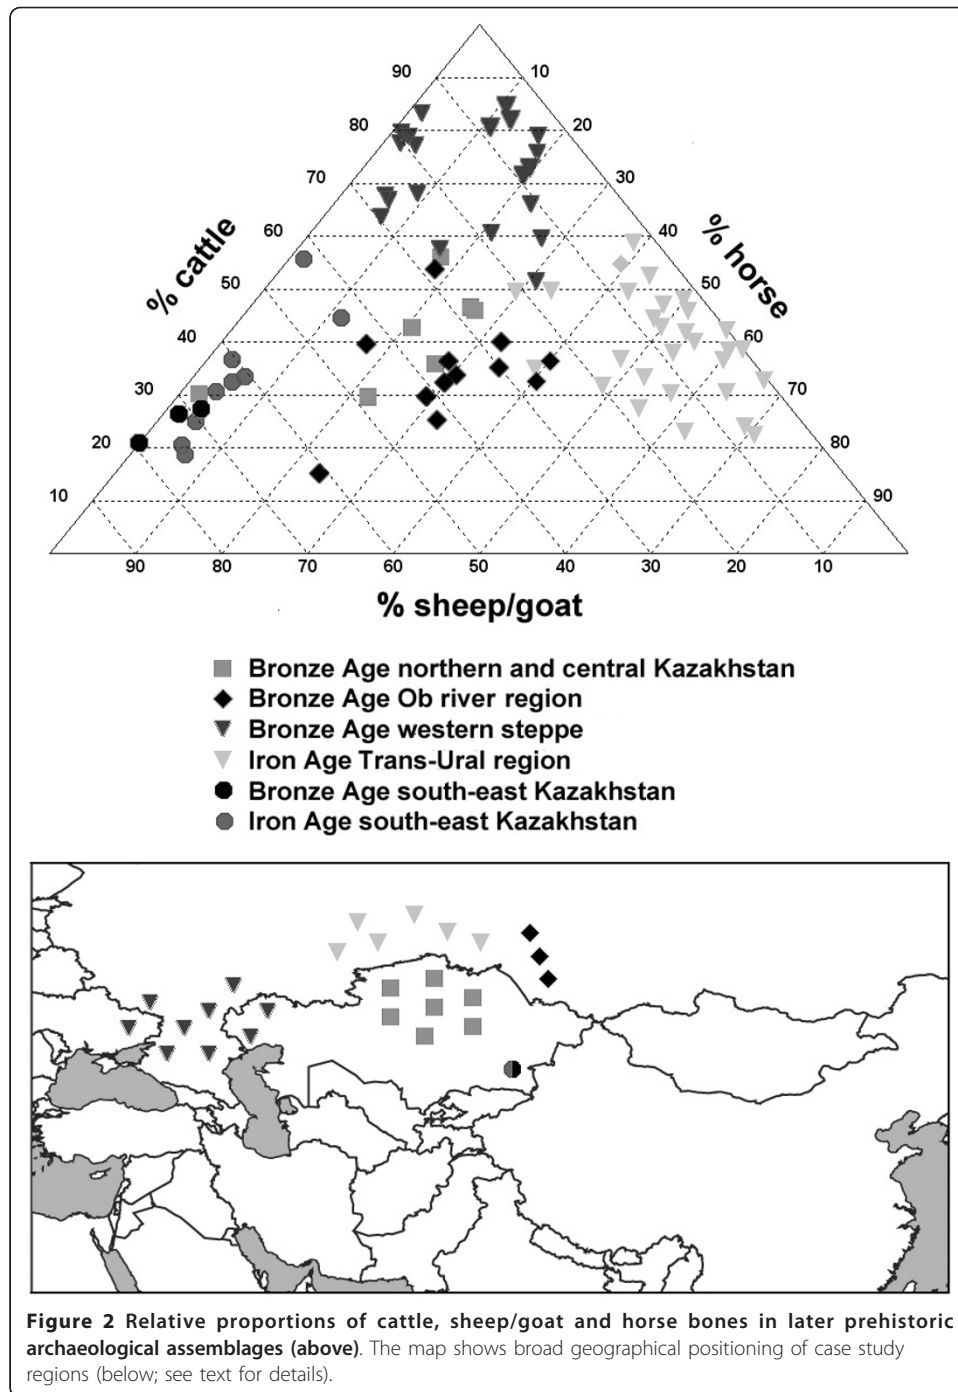 90
10
80
20
70
30
60
40
% cattle
% horse
50
50
40
60
30
70
20
80
10
90
90
80
70
60
50
40
30
20
10
% sheep/goat
Bronze Age northern and central Kazakhstan
Bronze Age Ob river region
Bronze Age western steppe
Iron Age Trans-Ural region
Bronze Age south-east Kazakhstan
Iron Age south-east Kazakhstan
Figure 2 Relative proportions of cattle, sheep/goat and horse bones in later prehistoric
archaeological assemblages (above). The map shows broad geographical positioning of case study
regions (below; see text for details).